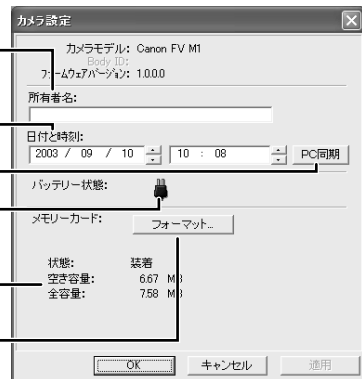 カメラ設定
カメラモデル: Canon FV M1
Body ID:
ファームウェアバージョン: 1.0.0.0
所有者名:
日付と時刻:
2003 / 09 / 10 10 : 08 PC同期
バッテリー状態:
メモリーカード: フォーマット...
状態: 装着
空き容量: 6.67 MB
全容量: 7.58 MB
OK キャンセル 適用